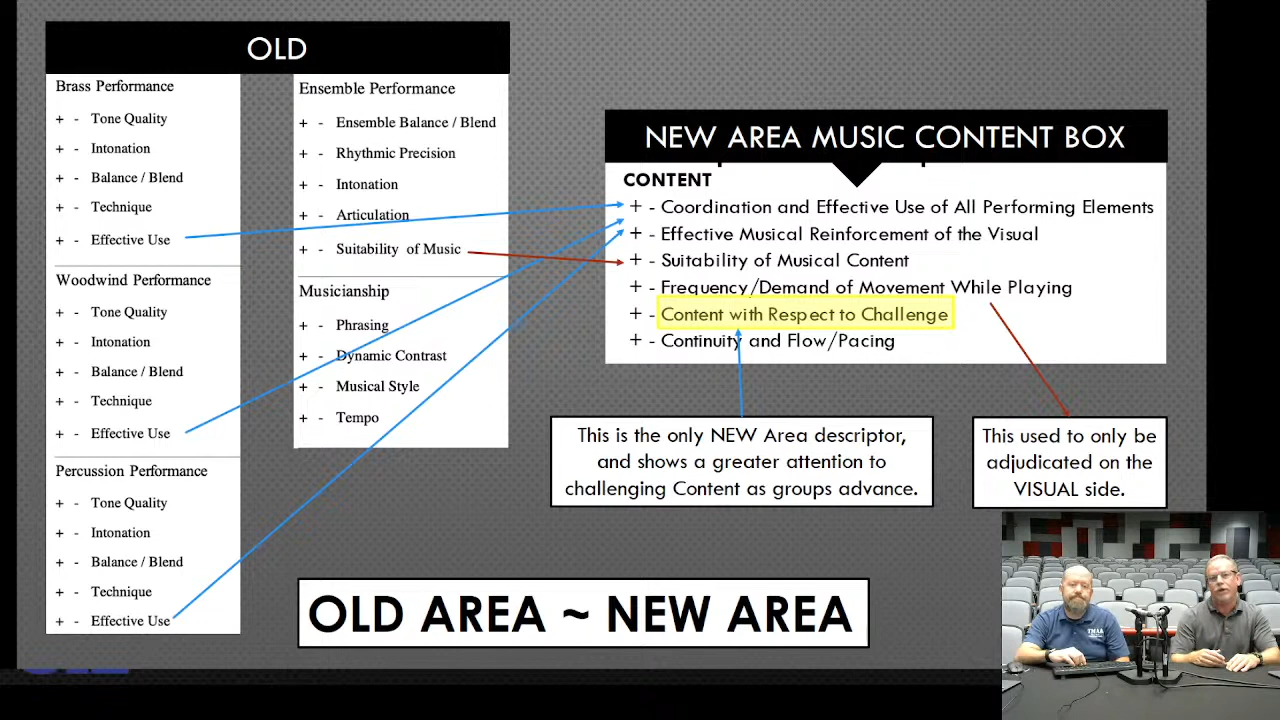 OLD
Brass Performance
+ - Tone Quality
+ - Intonation
+ - Balance / Blend
+ - Technique
+ - Effective Use
Woodwind Performance
+ - Tone Quality
+ - Intonation
+ - Balance / Blend
+ - Technique
+ - Effective Use
Percussion Performance
+ - Tone Quality
+ - Intonation
+ - Balance / Blend
+ - Technique
+ - Effective Use
Ensemble Performance
+ - Ensemble Balance / Blend
+ - Rhythmic Precision
+ - Intonation
+ - Articulation
+ - Suitability of Music
Musicianship
+ - Phrasing
+ - Dynamic Contrast
+ - Musical Style
+ - Tempo
NEW AREA MUSIC CONTENT BOX
CONTENT
+ - Coordination and Effective Use of All Performing Elements
+ - Effective Musical Reinforcement of the Visual
+ - Suitability of Musical Content
+ - Frequency/Demand of Movement While Playing
+ - Content with Respect to Challenge
+ - Continuity and Flow/Pacing
This is the only NEW Area descriptor,
and shows a greater attention to
challenging Content as groups advance.
This used to only be
adjudicated on the
VISUAL side.
OLD AREA ~ NEW AREA